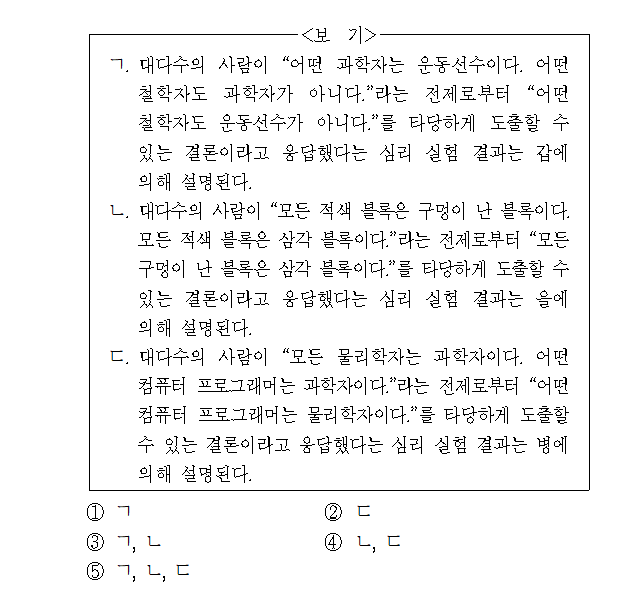 <보 기>
ㄱ. 대다수의 사람이 “어떤 과학자는 운동선수이다. 어떤
철학자도 과학자가 아니다.”라는 전제로부터 “어떤
철학자도 운동선수가 아니다.”를 타당하게 도출할 수
있는 결론이라고 응답했다는 심리 실험 결과는 갑에
의해 설명된다.
ㄴ. 대다수의 사람이 “모든 적색 블록은 구멍이 난 블록이다.
모든 적색 블록은 삼각 블록이다.”라는 전제로부터 “모든
구멍이 난 블록은 삼각 블록이다.”를 타당하게 도출할 수
있는 결론이라고 응답했다는 심리 실험 결과는 을에
의해 설명된다.
ㄷ. 대다수의 사람이 “모든 물리학자는 과학자이다. 어떤
컴퓨터 프로그래머는 과학자이다.”라는 전제로부터 “어떤
컴퓨터 프로그래머는 물리학자이다.”를 타당하게 도출할
수 있는 결론이라고 응답했다는 심리 실험 결과는 병에
의해 설명된다.
① ㄱ ② ㄷ
③ ㄱ, ㄴ ④ ㄴ, ㄷ
⑤ ㄱ, ㄴ, ㄷ